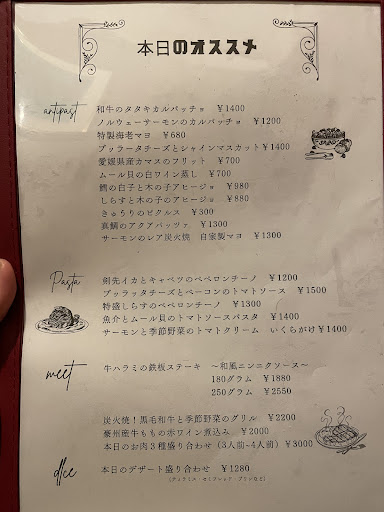 本日のオススメ
antipast
和牛のタタキカルパッチョ ¥1400
ノルウェーサーモンのカルパッチョ ¥1200
特製海老マヨ ¥680
ブッラータチーズとシャインマスカット¥1400
愛媛県産カマスのフリット ¥700
ムール貝の白ワイン蒸し ¥700
鱈の白子と木の子アヒージョ ¥980
しらすと木の子のアヒージョ ¥880
きゅうりのピクルス ¥300
真鯛のアクアパッツァ ¥1300
サーモンのレア炭火焼 自家製マヨ ¥1300
Pasta
剣先イカとキャベツのペペロンチーノ ¥1200
ブッラッタチーズとベーコンのトマトソース ¥1500
特盛しらすのペペロンチーノ ¥1300
魚介とムール貝のトマトソースパスタ ¥1400
サーモンと季節野菜のトマトクリーム いくらがけ¥1400
meet
牛ハラミの鉄板ステーキ 〜和風ニンニクソース〜
180グラム ¥1880
250グラム ¥2550
炭火焼!黒毛和牛と季節野菜のグリル ¥2200
豪州産牛ももの赤ワイン煮込み ¥2000
本日のお肉3種盛り合わせ(3人前~4人前) ¥3000
dlce
本日のデザート盛り合わせ ¥1280